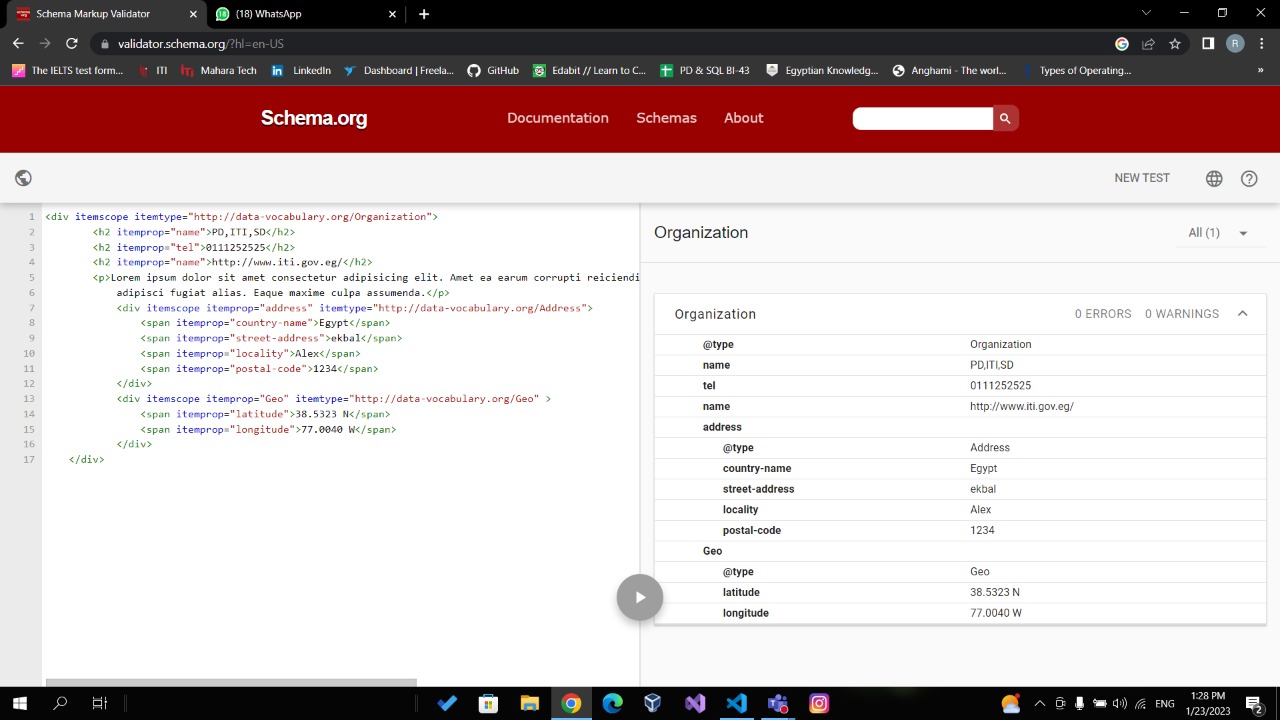 Schema Markup Validator
(18) WhatsApp
validator.schema.org/?hl=en-US
R
The IELTS test form...
ITI
Mahara Tech
LinkedIn
Dashboard | Freela...
GitHub
Edabit // Learn to C...
PD & SQL BI-43
Egyptian Knowledg...
Anghami - The worl...
Types of Operating...
»
Schema.org
Documentation
Schemas
About
NEW TEST
1 <div itemscope itemtype="http://data-vocabulary.org/Organization">
2 <h2 itemprop="name">PD,ITI,SD</h2>
3 <h2 itemprop="tel">0111252525</h2>
4 <h2 itemprop="name">http://www.iti.gov.eg/</h2>
5 <p>Lorem ipsum dolor sit amet consectetur adipisicing elit. Amet ea earum corrupti reiciendi
6 adipisci fugiat alias. Eaque maxime culpa assumenda.</p>
7 <div itemscope itemprop="address" itemtype="http://data-vocabulary.org/Address">
8 <span itemprop="country-name">Egypt</span>
9 <span itemprop="street-address">ekbal</span>
10 <span itemprop="locality">Alex</span>
11 <span itemprop="postal-code">1234</span>
12 </div>
13 <div itemscope itemprop="Geo" itemtype="http://data-vocabulary.org/Geo" >
14 <span itemprop="latitude">38.5323 N</span>
15 <span itemprop="longitude">77.0040 W</span>
16 </div>
17 </div>
Organization
All (1)
Organization 0 ERRORS 0 WARNINGS
@type Organization
name PD,ITI,SD
tel 0111252525
name http://www.iti.gov.eg/
address
@type Address
country-name Egypt
street-address ekbal
locality Alex
postal-code 1234
Geo
@type Geo
latitude 38.5323 N
longitude 77.0040 W
ENG
1:28 PM
1/23/2023
2